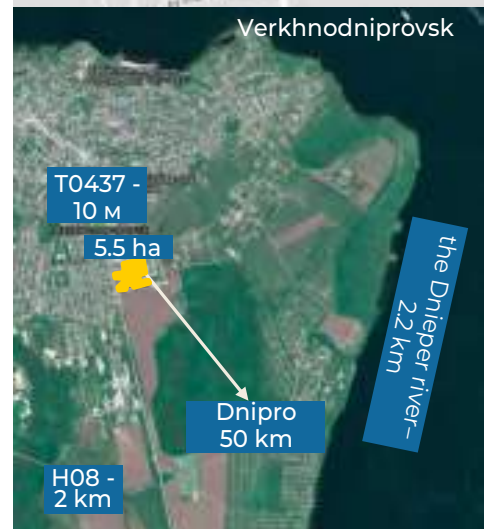 Verkhnodniprovsk
T0437 -
10 м
5.5 ha
the Dnieper river–
2.2 km
Dnipro
50 km
H08 -
2 km